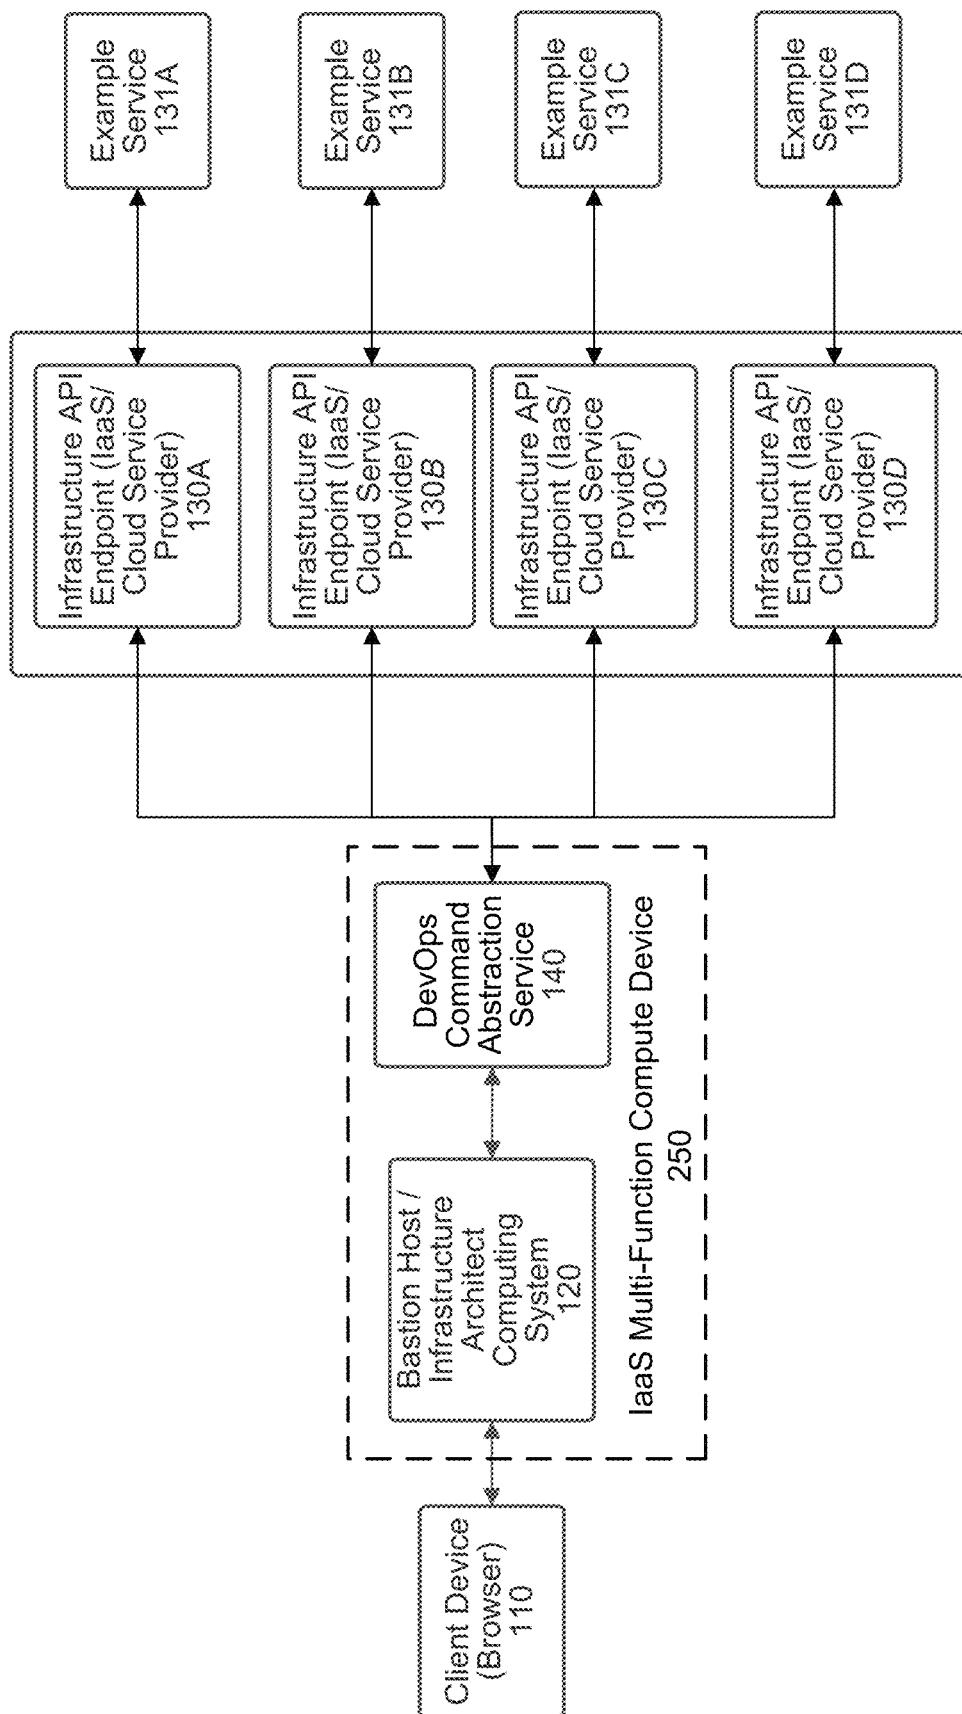 Client Device
(Browser)
110
Bastion Host /
Infrastructure
Architect
Computing
System
120
DevOps
Command
Abstraction
Service
140
IaaS Multi-Function Compute Device
250
Infrastructure API
Endpoint (IaaS/
Cloud Service
Provider)
130A
Infrastructure API
Endpoint (IaaS/
Cloud Service
Provider)
130B
Infrastructure API
Endpoint (IaaS/
Cloud Service
Provider)
130C
Infrastructure API
Endpoint (IaaS/
Cloud Service
Provider)
130D
Example
Service
131A
Example
Service
131B
Example
Service
131C
Example
Service
131D